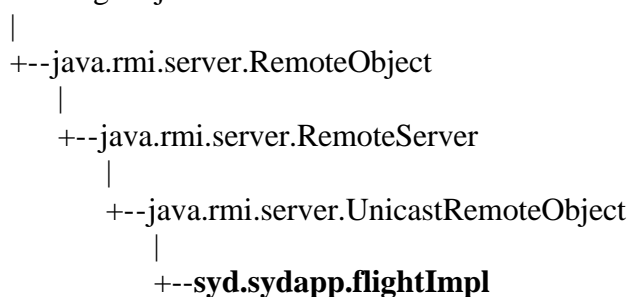 |
+--java.rmi.server.RemoteObject
|
+--java.rmi.server.RemoteServer
|
+--java.rmi.server.UnicastRemoteObject
|
+--syd.sydapp.flightImpl